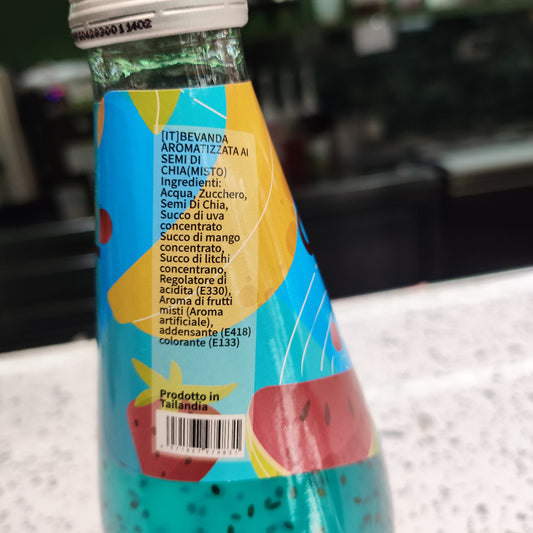 [IT]BEVANDA
AROMATIZZATA AI
SEMI DI
CHIA(MISTO)
Ingredienti:
Acqua, Zucchero,
Semi Di Chia,
Succo di uva
concentrato
Succo di mango
concentrato,
Succo di litchi
concentrano,
Regolatore di
acidita (E330),
Aroma di frutti
misti (Aroma
artificiale),
addensante (E418)
colorante (E133)
Prodotto in
Tailandia